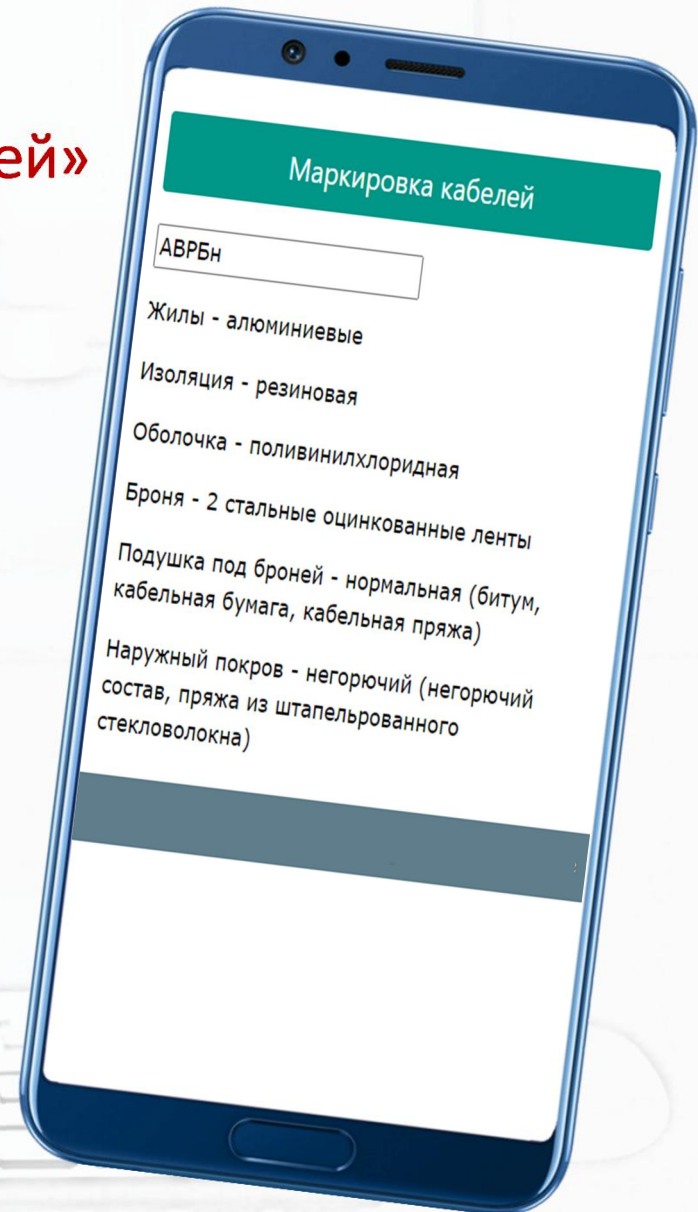 ей»
Маркировка кабелей
АВРБн
Жилы - алюминиевые
Изоляция - резиновая
Оболочка - поливинилхлоридная
Броня - 2 стальные оцинкованные ленты
Подушка под броней - нормальная (битум,
кабельная бумага, кабельная пряжа)
Наружный покров - негорючий (негорючий
состав, пряжа из штапельрованного
стекловолокна)